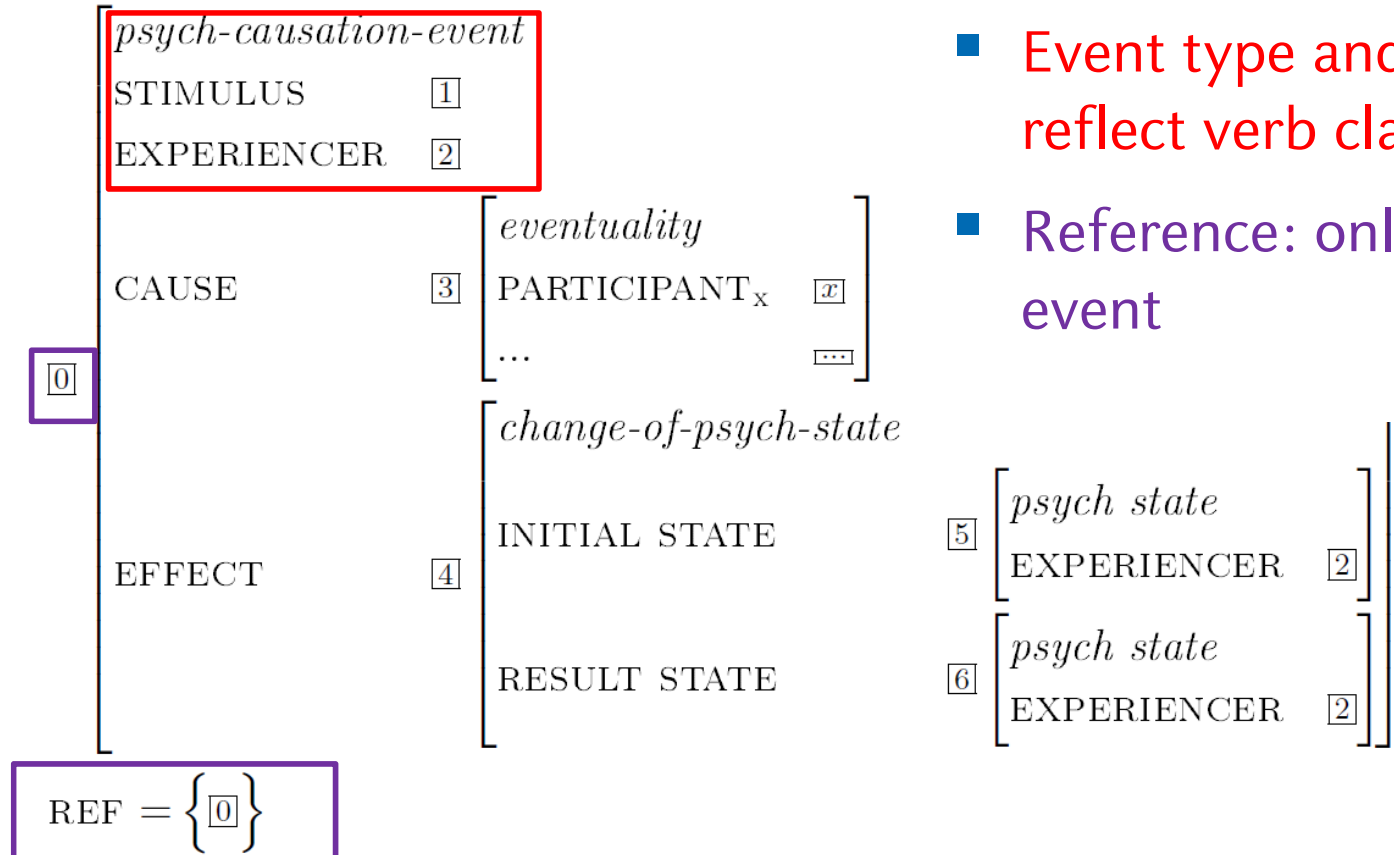 psych-causation-event
STIMULUS 1
EXPERIENCER 2
CAUSE 3
eventuality
PARTICIPANTx x
... ...
0
EFFECT 4
change-of-psych-state
INITIAL STATE 5
psych state
EXPERIENCER 2
RESULT STATE 6
psych state
EXPERIENCER 2
REF = {0}
Event type and
reflect verb
Reference:
event